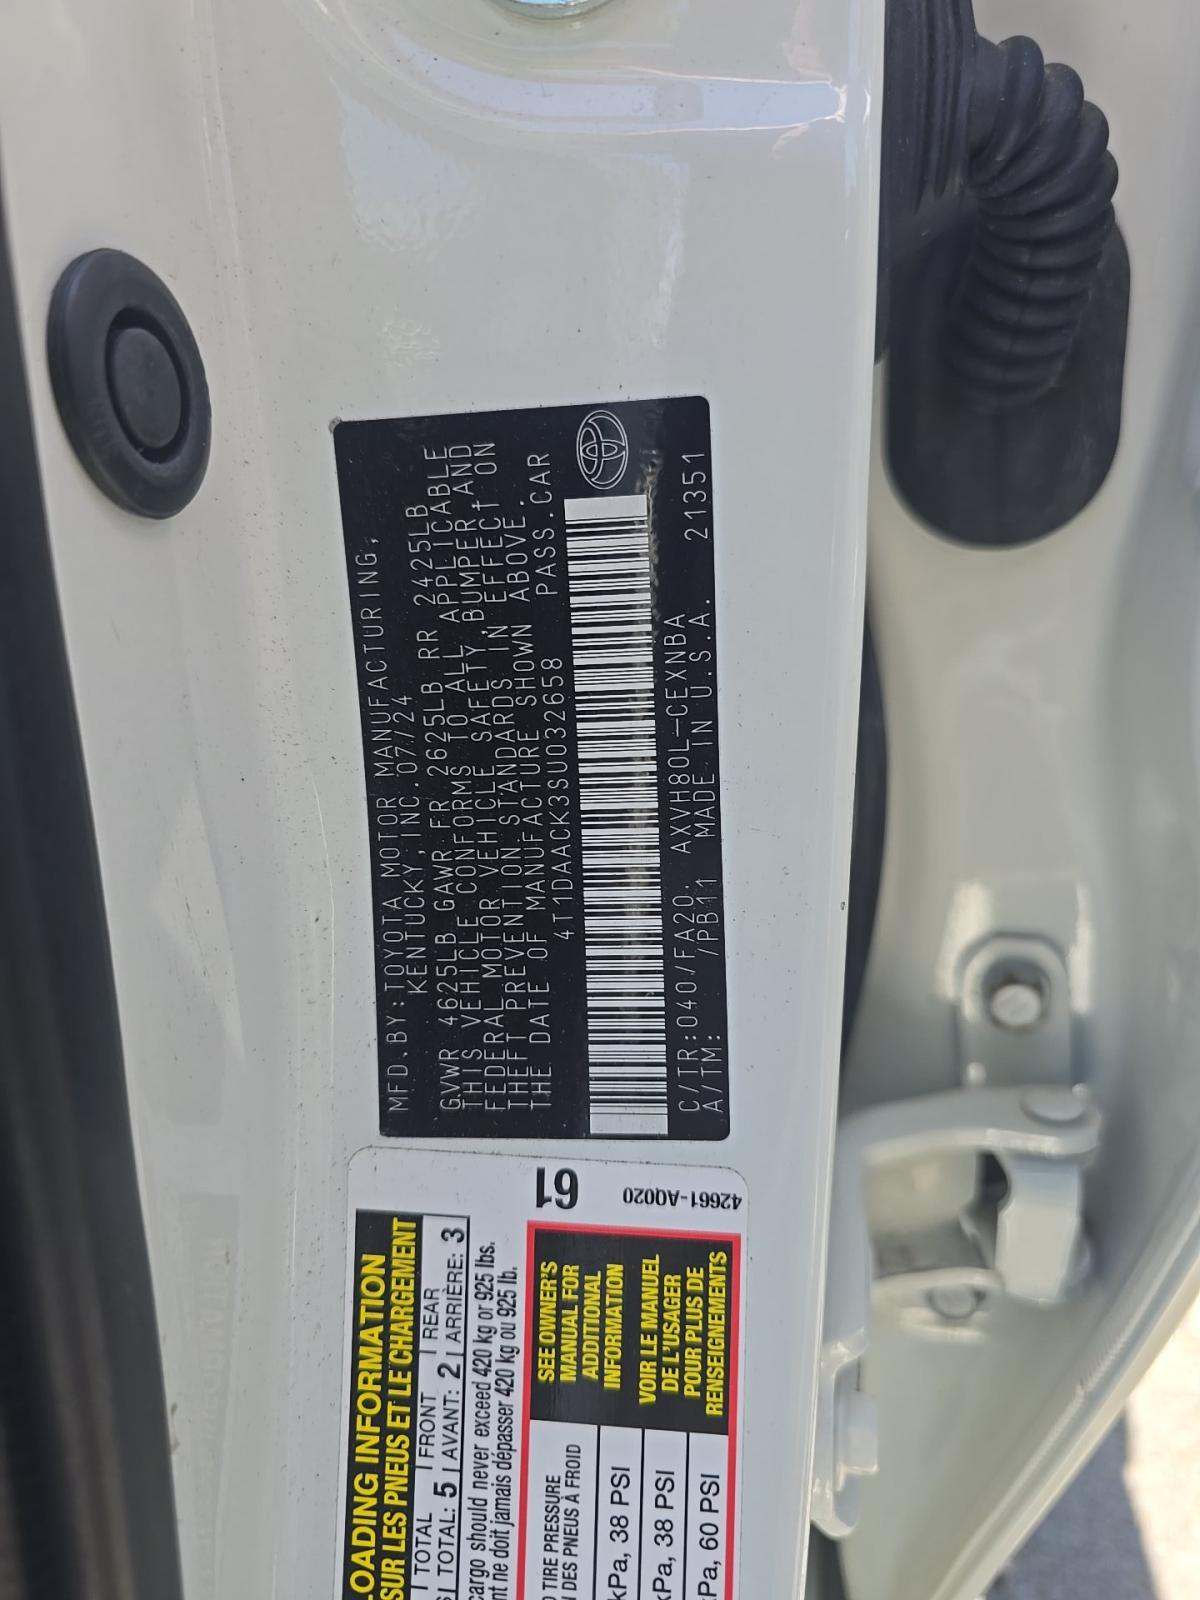 MFD.BY:TOYOTA MOTOR MANUFACTURING,
KENTUCKY,INC. 07/24
GVWR 4625LB GAWR FR 2625LB RR 2425LB
THIS VEHICLE CONFORMS TO ALL APPLICABLE
FEDERAL MOTOR VEHICLE SAFETY, BUMPER, AND
THEFT PREVENTION STANDARDS IN EFFECT ON
THE DATE OF MANUFACTURE SHOWN ABOVE.
4T1DAACK3SU032658 PASS.CAR
C/TR:040/FA20 AXVH80L-CEXNBA
A/TM: /PB11 MADE IN U.S.A. 21351
61
42661-AQ020
LOADING INFORMATION
SUR LES PNEUS ET LE CHARGEMENT
TOTAL FRONT REAR
TOTAL: 5 AVANT: 2 ARRIÈRE: 3
cargo should never exceed 420 kg or 925 lbs.
nt ne doit jamais dépasser 420 kg ou 925 lb.
TIRE PRESSURE
DES PNEUS À FROID
kPa, 38 PSI
kPa, 38 PSI
kPa, 60 PSI
SEE OWNER'S
MANUAL FOR
ADDITIONAL
INFORMATION
VOIR LE MANUEL
DE L'USAGER
POUR PLUS DE
RENSEIGNEMENTS